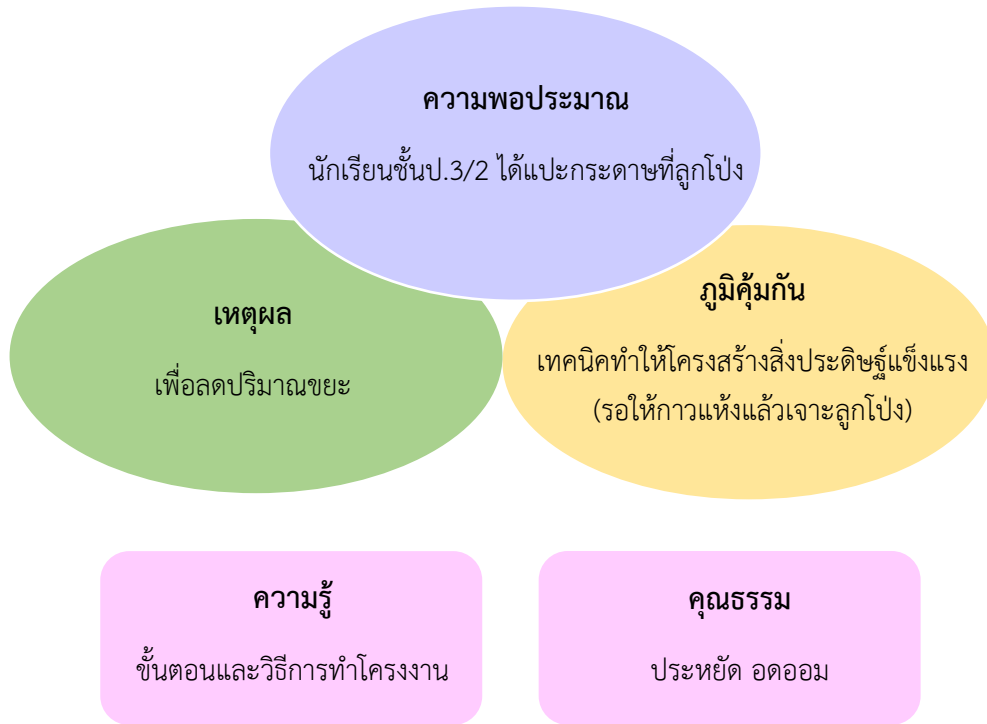 ความพอประมาณ
นักเรียนชั้นป.3/2 ได้แปะกระดาษที่ลูกโป่ง
เหตุผล
เพื่อลดปริมาณขยะ
ภูมิคุ้มกัน
เทคนิคทำให้โครงสร้างสิ่งประดิษฐ์แข็งแรง
(รอให้กาวแห้งแล้วเจาะลูกโป่ง)
ความรู้
ขั้นตอนและวิธีการทำโครงงาน
คุณธรรม
ประหยัด อดออม